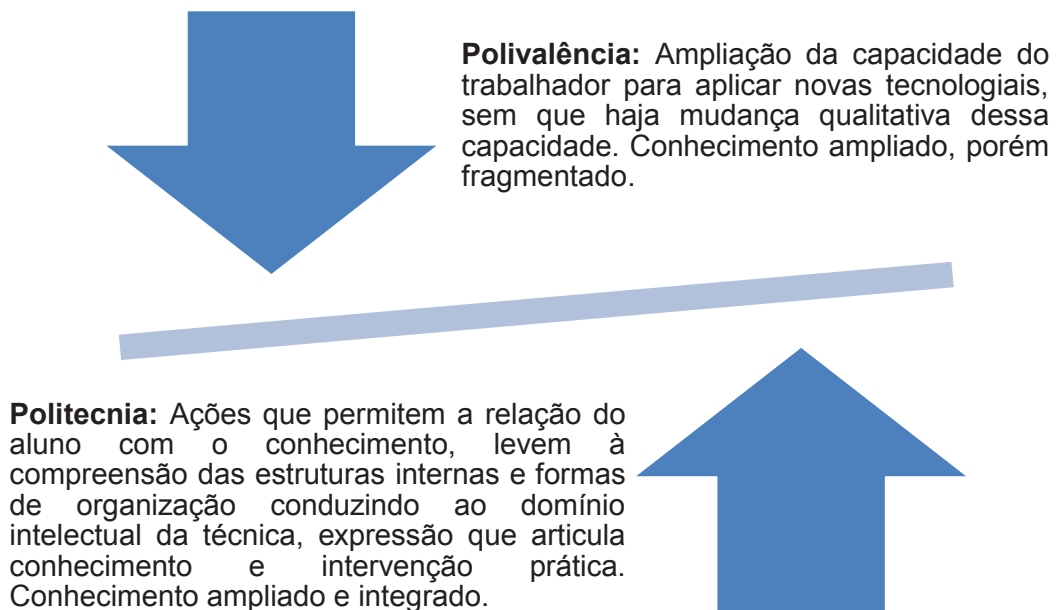 Polivalência: Ampliação da capacidade do
trabalhador para aplicar novas tecnologiais,
sem que haja mudança qualitativa dessa
capacidade. Conhecimento ampliado, porém
fragmentado.
Politecnia: Ações que permitem a relação do
aluno com o conhecimento, levem à
compreensão das estruturas internas e formas
de organização conduzindo ao domínio
intelectual da técnica, expressão que articula
conhecimento e intervenção prática.
Conhecimento ampliado e integrado.